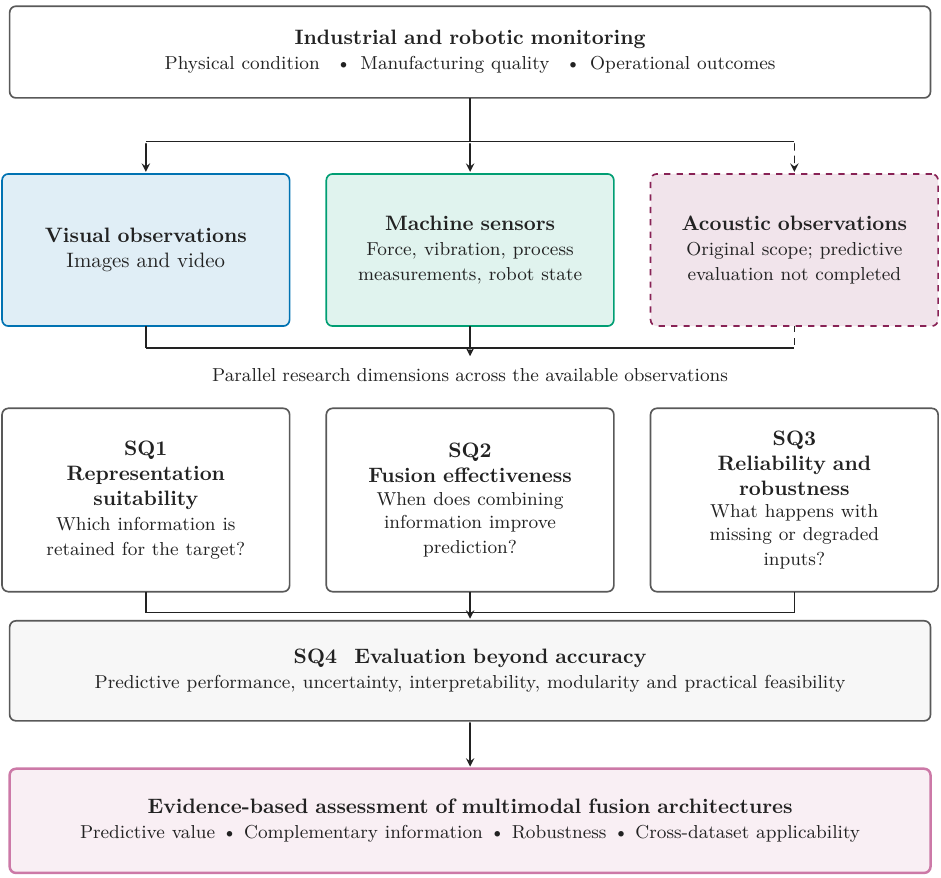 Industrial and robotic monitoring
Physical condition • Manufacturing quality • Operational outcomes
Visual observations
Images and video
Machine sensors
Force, vibration, process
measurements, robot state
Acoustic observations
Original scope; predictive
evaluation not completed
Parallel research dimensions across the available observations
SQ1
Representation
suitability
Which information is
retained for the target?
SQ2
Fusion effectiveness
When does combining
information improve
prediction?
SQ3
Reliability and
robustness
What happens with
missing or degraded
inputs?
SQ4 Evaluation beyond accuracy
Predictive performance, uncertainty, interpretability, modularity and practical feasibility
Evidence-based assessment of multimodal fusion architectures
Predictive value • Complementary information • Robustness • Cross-dataset applicability